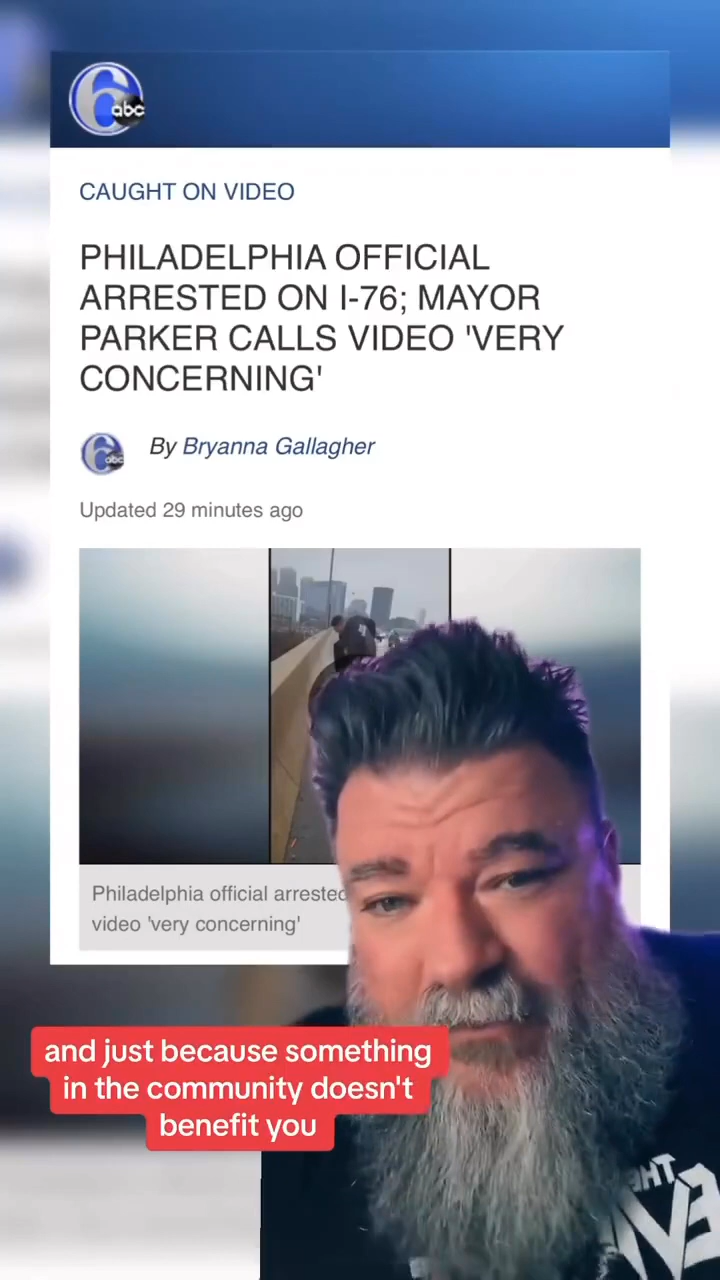 6abc
CAUGHT ON VIDEO
PHILADELPHIA OFFICIAL
ARRESTED ON I-76; MAYOR
PARKER CALLS VIDEO 'VERY
CONCERNING'
6abc
By Bryanna Gallagher
Updated 29 minutes ago
Philadelphia official arrested
video 'very concerning'
and just because something
in the community doesn't
benefit you